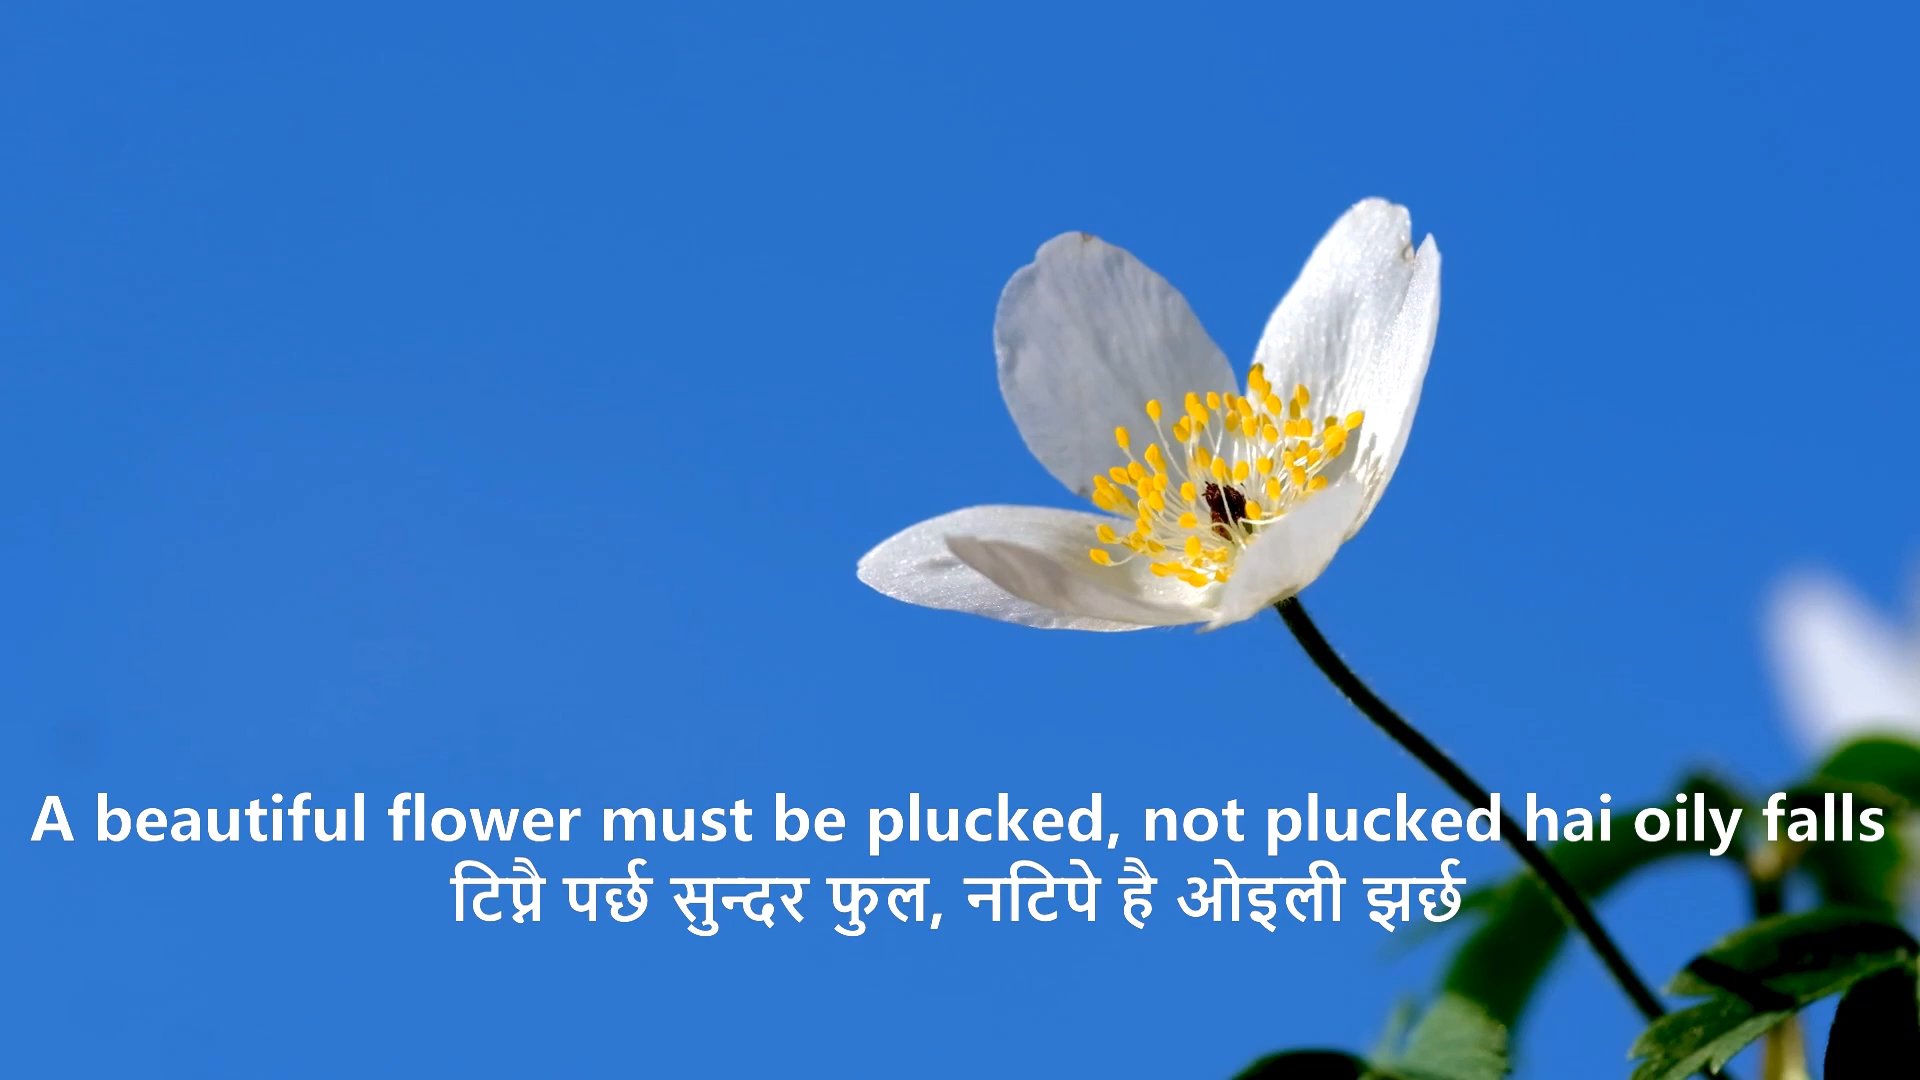 A beautiful flower must be plucked, not plucked hai oily falls
टिप्नै पर्छ सुन्दर फुल, नटिपे है ओइली झर्छ